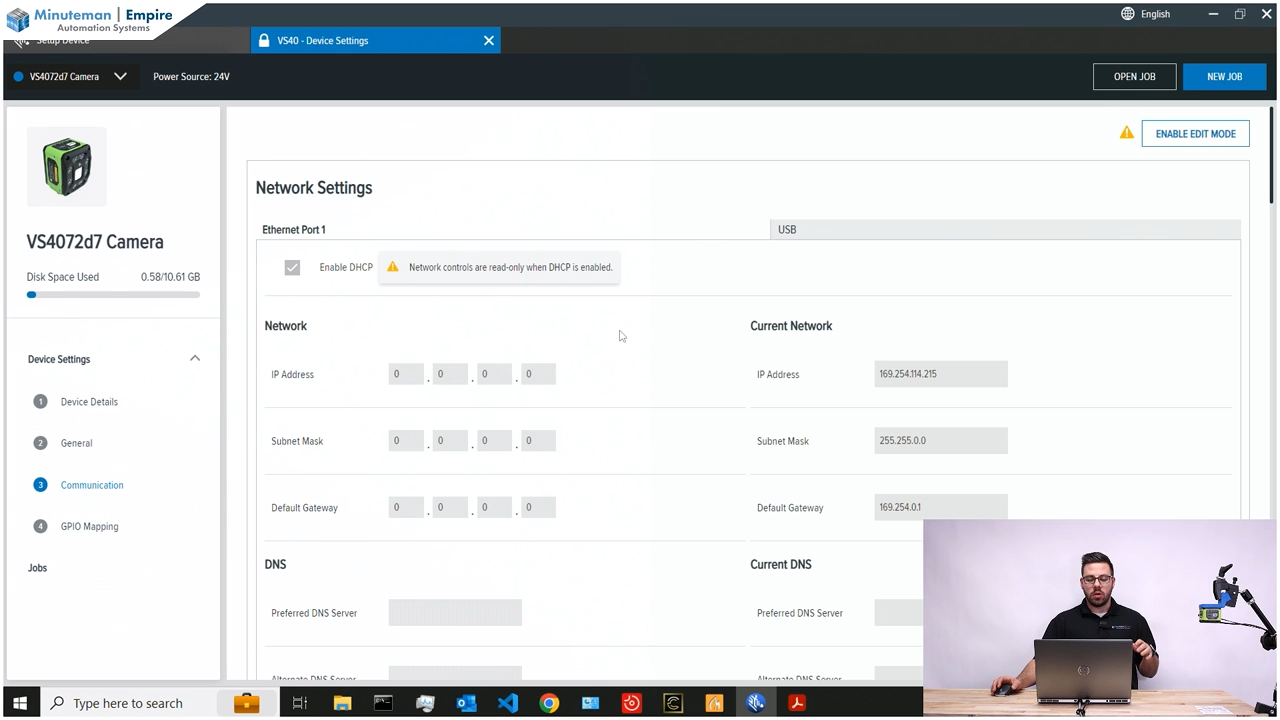 Minuteman | Empire
Automation Systems
English
Setup Device
VS40 - Device Settings
VS4072d7 Camera
Power Source: 24V
OPEN JOB
NEW JOB
ENABLE EDIT MODE
Network Settings
Ethernet Port 1
USB
VS4072d7 Camera
Enable DHCP
Network controls are read-only when DHCP is enabled.
Disk Space Used
0.58/10.61 GB
Network
Current Network
Device Settings
IP Address
0 . 0 . 0 . 0
IP Address
169.254.114.215
1
Device Details
2
General
Subnet Mask
0 . 0 . 0 . 0
Subnet Mask
255.255.0.0
3
Communication
Default Gateway
0 . 0 . 0 . 0
Default Gateway
169.254.0.1
4
GPIO Mapping
Jobs
DNS
Current DNS
Preferred DNS Server
Preferred DNS Server
Alternate DNS Server
Alternate DNS Server
Type here to search